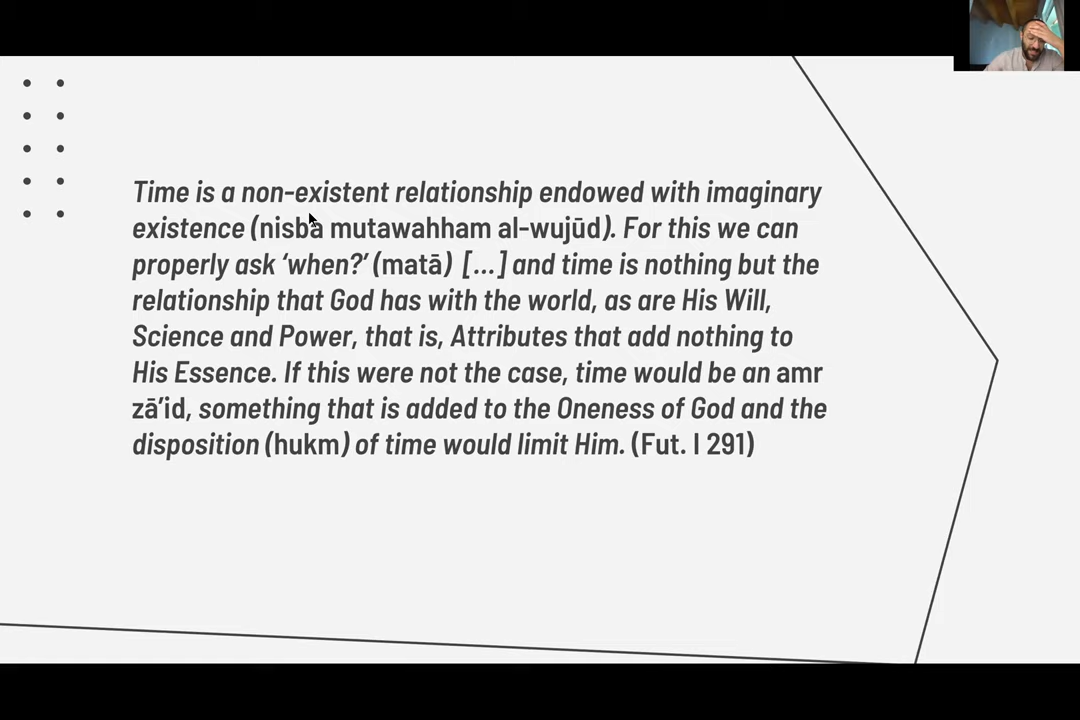 Time is a non-existent relationship endowed with imaginary
existence (nisba mutawahham al-wujūd). For this we can
properly ask ‘when?’ (matā) [...] and time is nothing but the
relationship that God has with the world, as are His Will,
Science and Power, that is, Attributes that add nothing to
His Essence. If this were not the case, time would be an amr
zā’id, something that is added to the Oneness of God and the
disposition (hukm) of time would limit Him. (Fut. I 291)